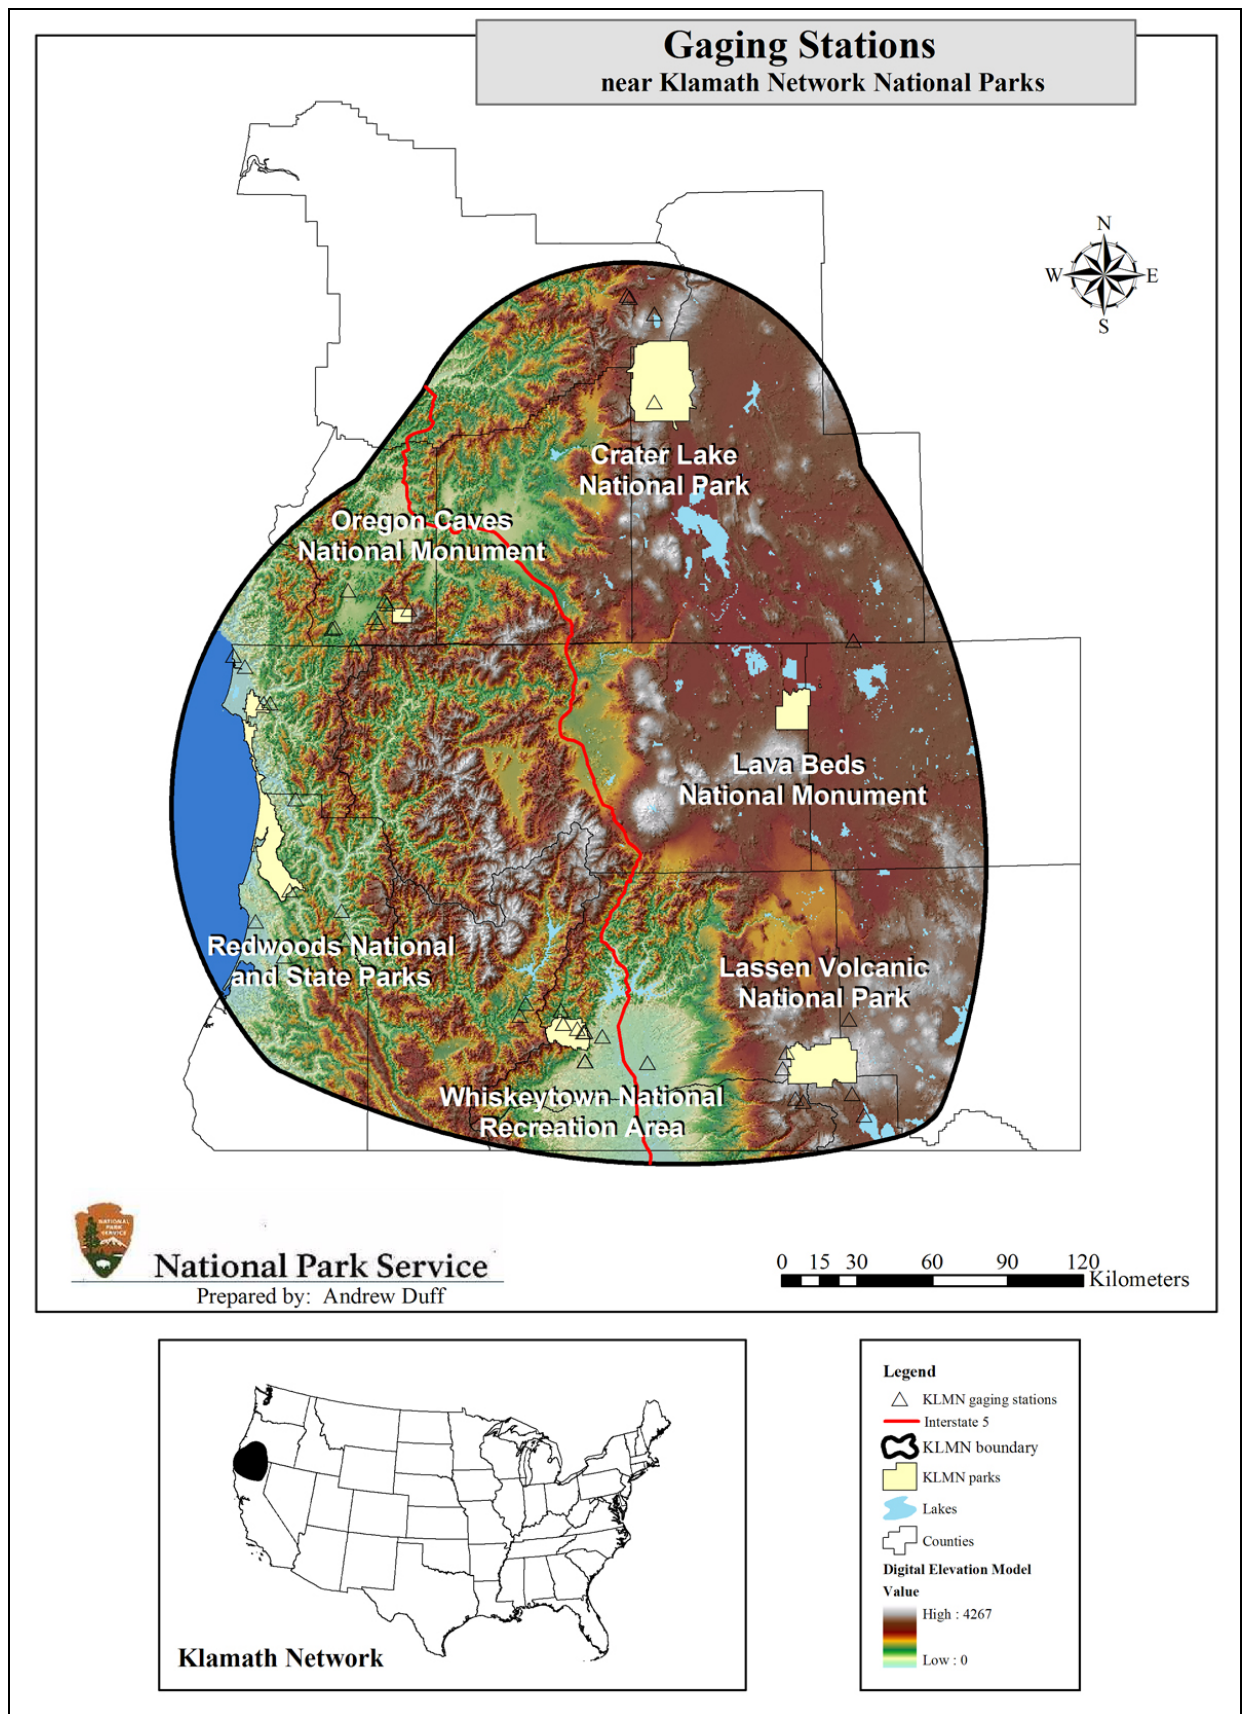 Gaging Stations
near Klamath Network National Parks
N
W
E
S
Crater Lake
National Park
Oregon Caves
National Monument
Lava Beds
National Monument
Redwoods National
and State Parks
Lassen Volcanic
National Park
Whiskeytown National
Recreation Area
NATIONAL
PARK
SERVICE
National Park Service
Prepared by: Andrew Duff
0 15 30 60 90 120
Kilometers
Klamath Network
Legend
KLMN gaging stations
Interstate 5
KLMN boundary
KLMN parks
Lakes
Counties
Digital Elevation Model
Value
High : 4267
Low : 0